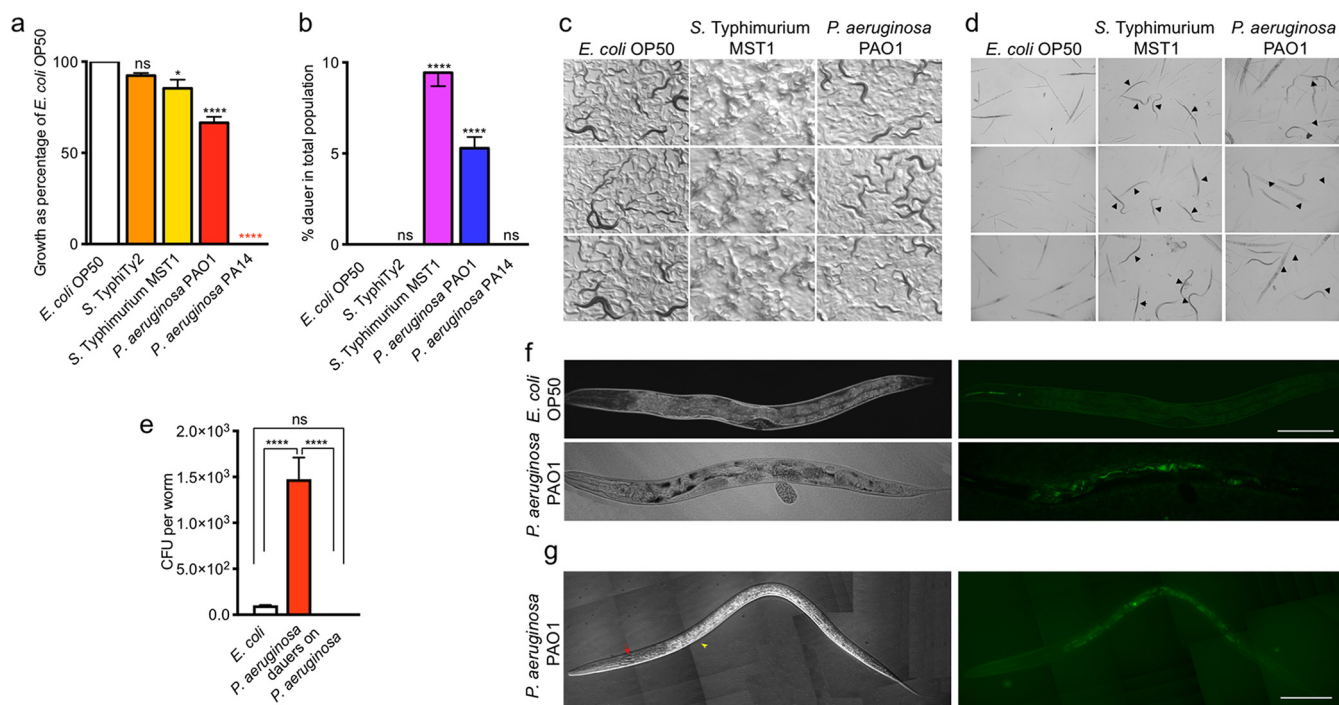 a
Growth as percentage of E. coli OP50
100
50
0
ns
*
****
****
E. coli OP50
S. TyphiTy2
S. Typhimurium MST1
P. aeruginosa PAO1
P. aeruginosa PA14
b
% dauer in total population
10
5
0
ns
****
****
ns
E. coli OP50
S. TyphiTy2
S. Typhimurium MST1
P. aeruginosa PAO1
P. aeruginosa PA14
c
E. coli OP50
S. Typhimurium
MST1
P. aeruginosa
PAO1
d
E. coli OP50
S. Typhimurium
MST1
P. aeruginosa
PAO1
e
CFU per worm
2.0×10³
1.5×10³
1.0×10³
5.0×10²
0
ns
****
****
E. coli
P. aeruginosa
dauers on
P. aeruginosa
f
E. coli
OP50
P. aeruginosa
PAO1
g
P. aeruginosa
PAO1